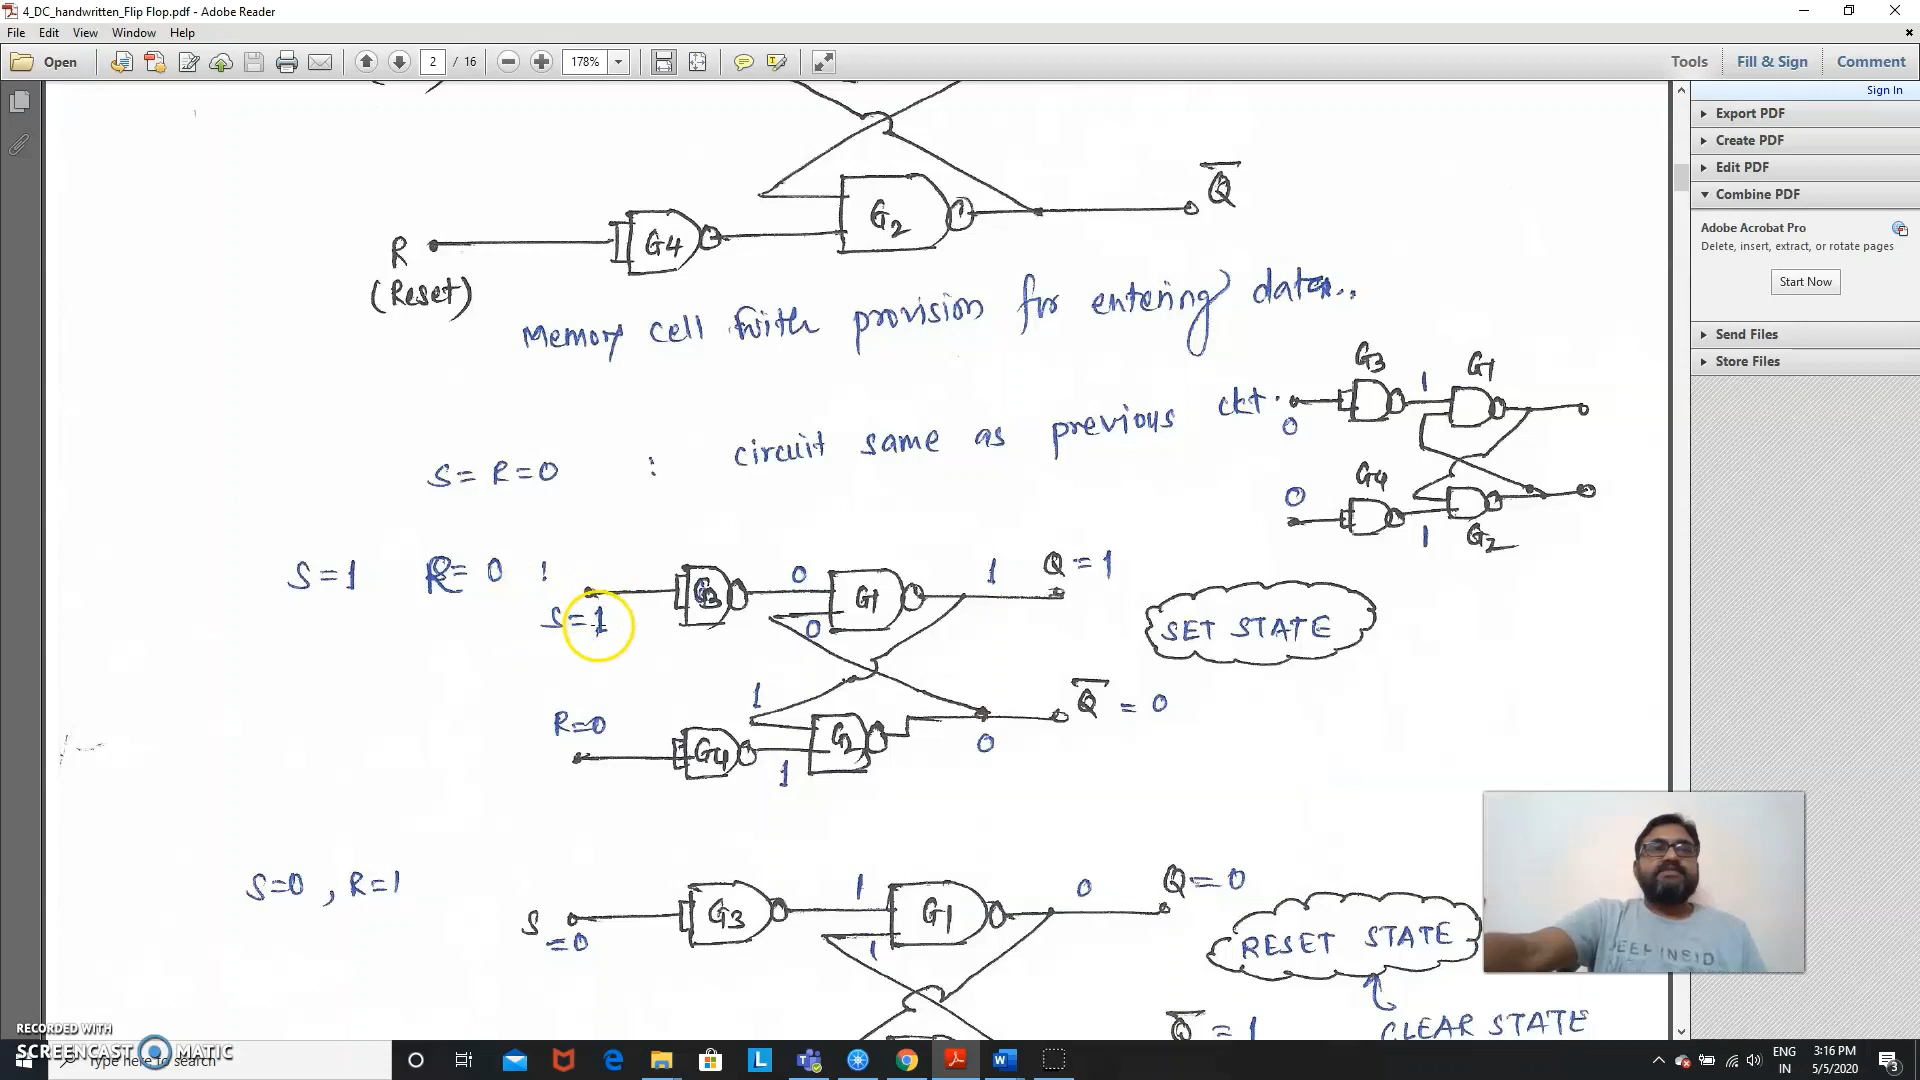 4_DC_handwritten_Flip Flop.pdf - Adobe Reader
File Edit View Window Help
Open 2 / 16 178% Tools Fill & Sign Comment
Sign In
Export PDF
Create PDF
Edit PDF
Combine PDF
Adobe Acrobat Pro
Delete, insert, extract, or rotate pages
Start Now
Send Files
Store Files
Q̅
G2
G4
R
(Reset)
Memory cell with provision for entering data..
G3 G1
1
S = R = 0 : circuit same as previous ckt.
0
0 G4
1 G2
S = 1 R = 0 :
G3 0 G1 1 Q = 1
S = 1
0
SET STATE
1
Q̅ = 0
R = 0
G4 G2 0
1
S=0 , R=1
S = 0
G3 1 G1 0 Q = 0
1
RESET STATE
Q̅ = 1
CLEAR STATE
RECORDED WITH
SCREENCAST MATIC
Type here to search
ENG
IN
3:16 PM
5/5/2020
3